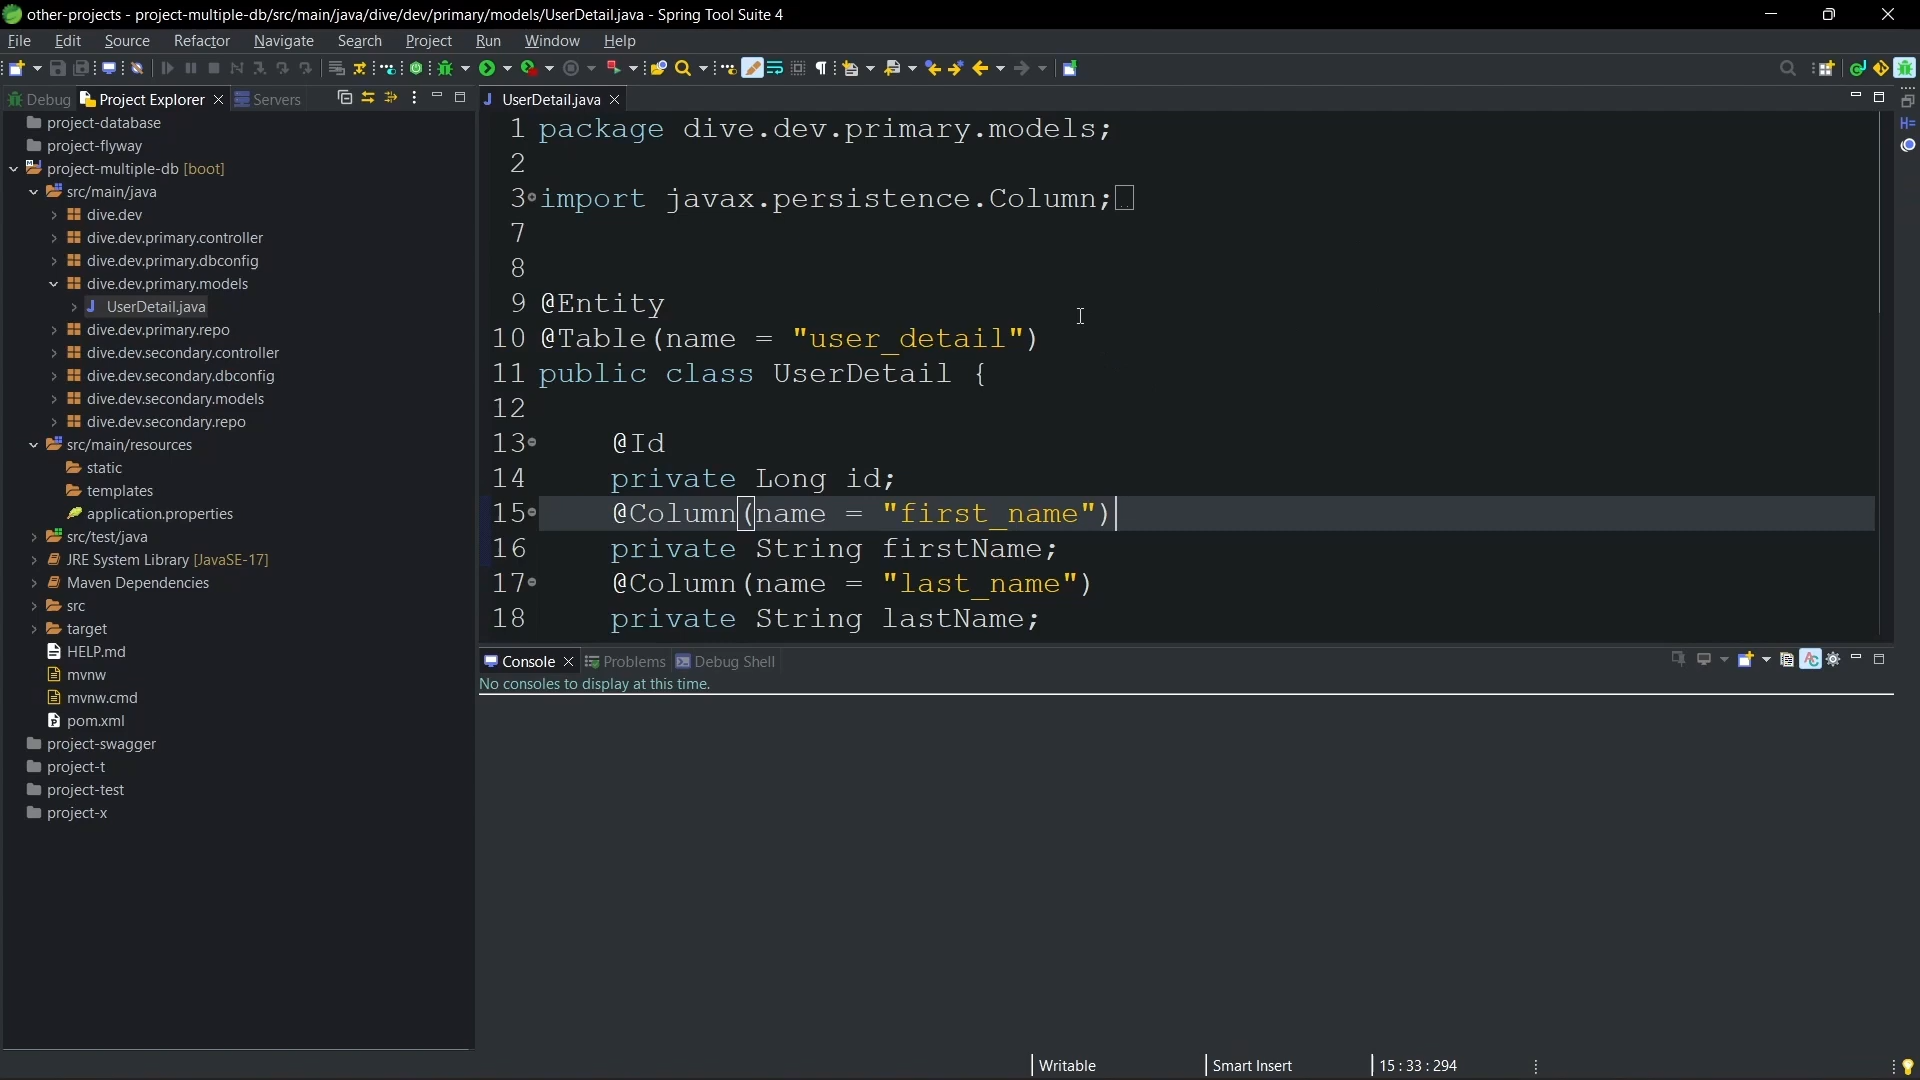 other-projects - project-multiple-db/src/main/java/dive/dev/primary/models/UserDetail.java - Spring Tool Suite 4
File Edit Source Refactor Navigate Search Project Run Window Help
Debug Project Explorer Servers
project-database
project-flyway
project-multiple-db [boot]
src/main/java
dive.dev
dive.dev.primary.controller
dive.dev.primary.dbconfig
dive.dev.primary.models
UserDetail.java
dive.dev.primary.repo
dive.dev.secondary.controller
dive.dev.secondary.dbconfig
dive.dev.secondary.models
dive.dev.secondary.repo
src/main/resources
static
templates
application.properties
src/test/java
JRE System Library [JavaSE-17]
Maven Dependencies
src
target
HELP.md
mvnw
mvnw.cmd
pom.xml
project-swagger
project-t
project-test
project-x
UserDetail.java
1 package dive.dev.primary.models;
2
3 import javax.persistence.Column;
7
8
9 @Entity
10 @Table(name = "user_detail")
11 public class UserDetail {
12
13 @Id
14 private Long id;
15 @Column(name = "first_name")
16 private String firstName;
17 @Column(name = "last_name")
18 private String lastName;
Console Problems Debug Shell
No consoles to display at this time.
Writable Smart Insert 15 : 33 : 294